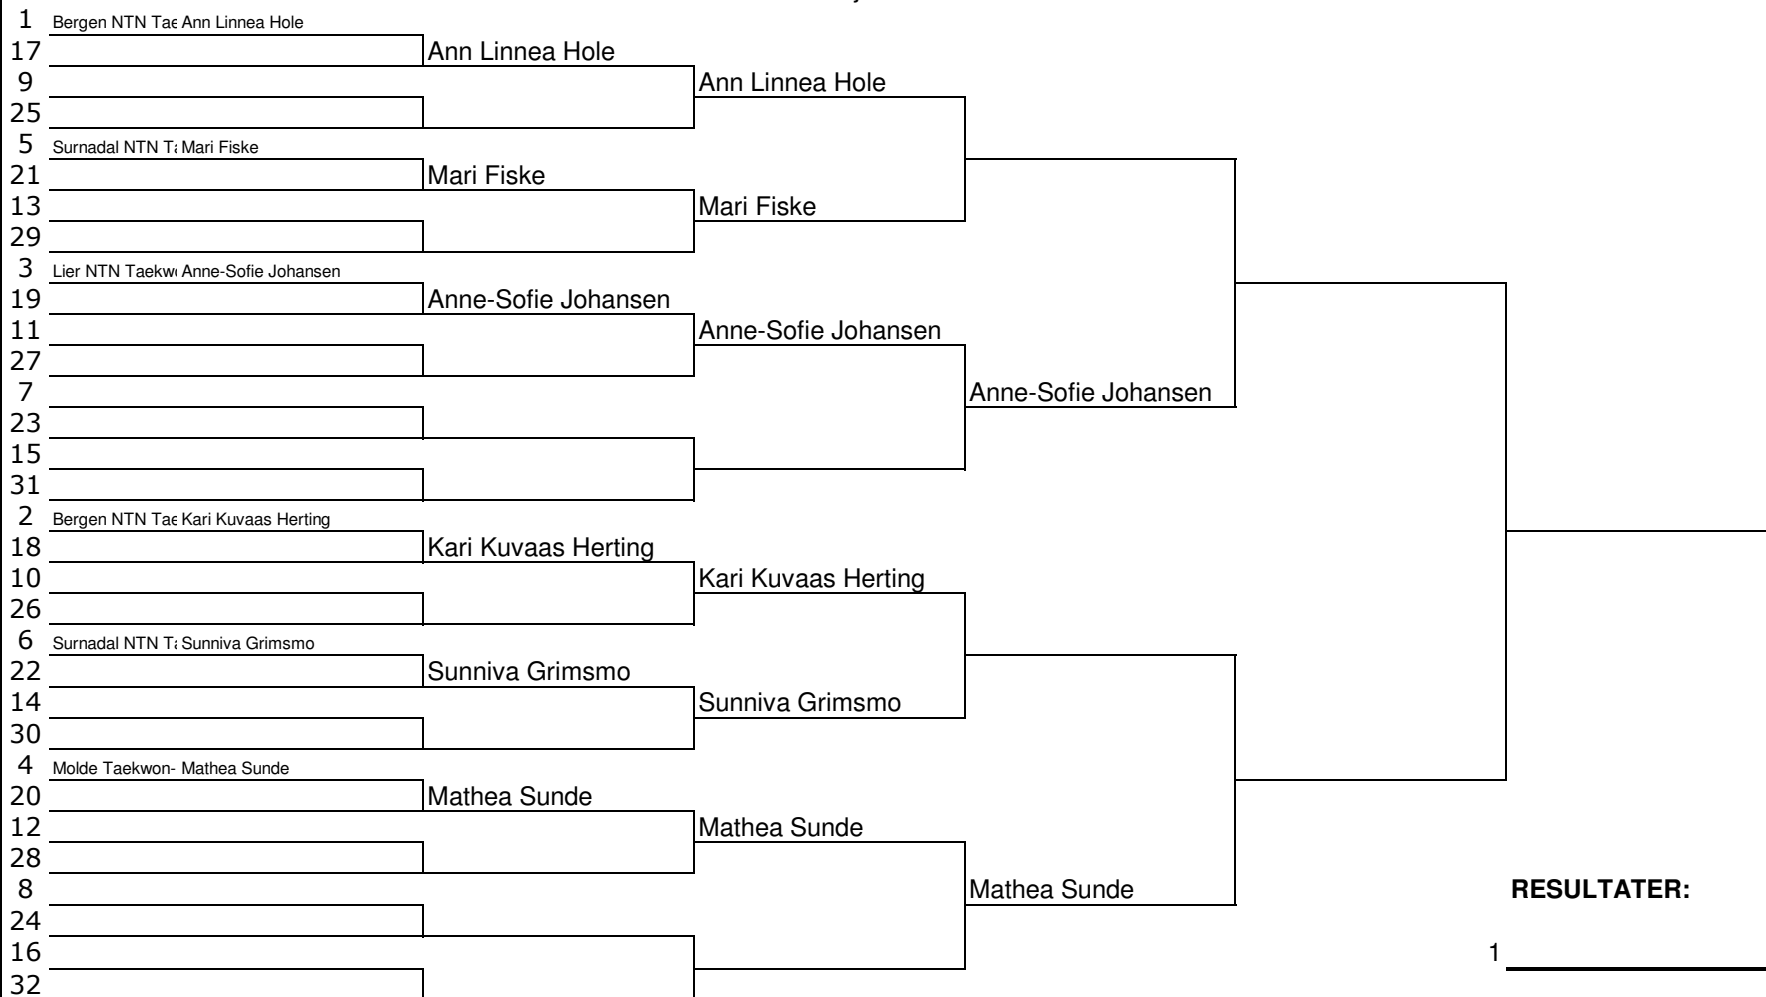 1 Bergen NTN Tae Ann Linnea Hole
17 Ann Linnea Hole
9 Ann Linnea Hole
25
5 Surnadal NTN Ta Mari Fiske
21 Mari Fiske
13 Mari Fiske
29
3 Lier NTN Taekw Anne-Sofie Johansen
19 Anne-Sofie Johansen
11 Anne-Sofie Johansen
27
7 Anne-Sofie Johansen
23
15
31
2 Bergen NTN Tae Kari Kuvaas Herting
18 Kari Kuvaas Herting
10 Kari Kuvaas Herting
26
6 Surnadal NTN Ta Sunniva Grimsmo
22 Sunniva Grimsmo
14 Sunniva Grimsmo
30
4 Molde Taekwon- Mathea Sunde
20 Mathea Sunde
12 Mathea Sunde
28
8 Mathea Sunde RESULTATER:
24
16 1
32